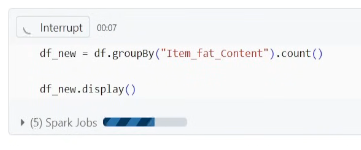 Interrupt 00:07
df_new = df.groupBy("Item_fat_Content").count()
df_new.display()
(5) Spark Jobs